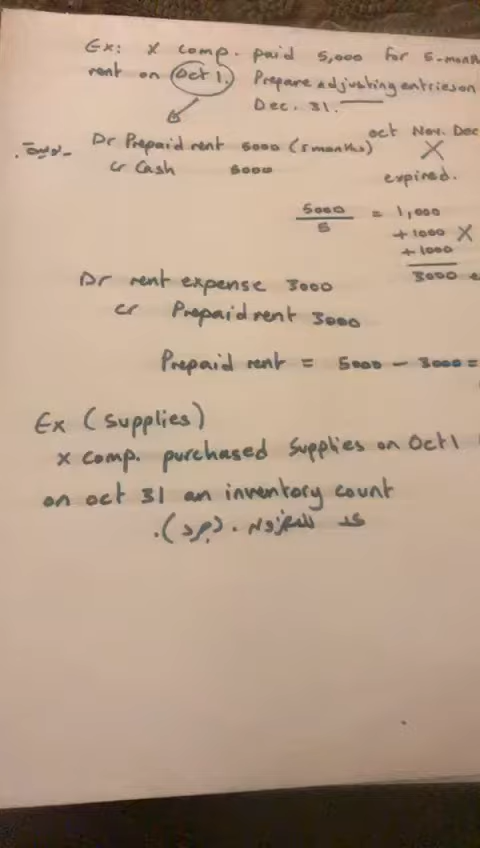 Ex: x comp. paid 5,000 for 5-month
rent on Oct 1. Prepare adjusting entries on
Dec. 31.
Dr Prepaid rent 5000 (5 months) oct Nov. Dec
cr Cash 5000 X
expired.
5000/5 = 1,000
+1000 X
+1000
3000 e
Dr rent expense 3000
cr Prepaid rent 3000
Prepaid rent = 5000 - 3000 =
Ex (supplies)
x comp. purchased supplies on Oct 1
on oct 31 an inventory count
عد للمخزون. (جرد).